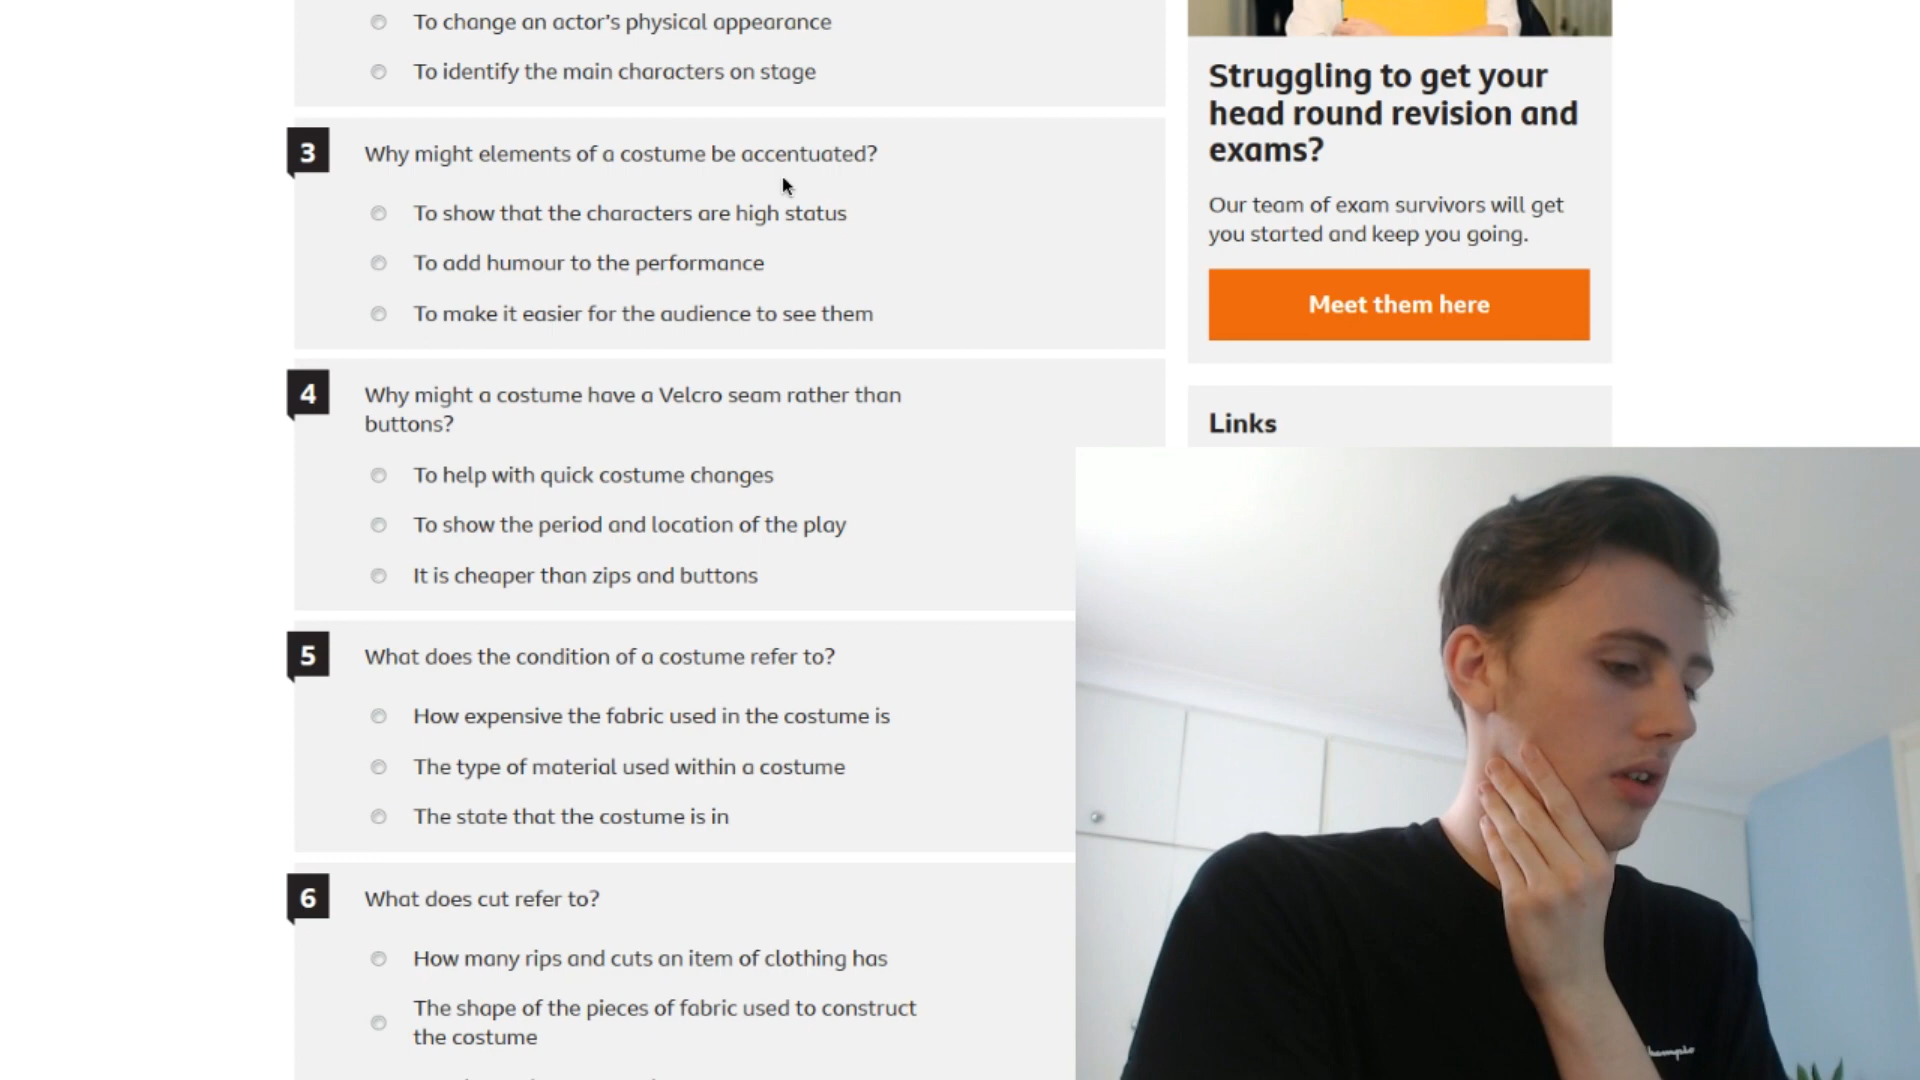 To change an actor's physical appearance
To identify the main characters on stage
3
Why might elements of a costume be accentuated?
To show that the characters are high status
To add humour to the performance
To make it easier for the audience to see them
4
Why might a costume have a Velcro seam rather than
buttons?
To help with quick costume changes
To show the period and location of the play
It is cheaper than zips and buttons
5
What does the condition of a costume refer to?
How expensive the fabric used in the costume is
The type of material used within a costume
The state that the costume is in
6
What does cut refer to?
How many rips and cuts an item of clothing has
The shape of the pieces of fabric used to construct
the costume
Struggling to get your
head round revision and
exams?
Our team of exam survivors will get
you started and keep you going.
Meet them here
Links